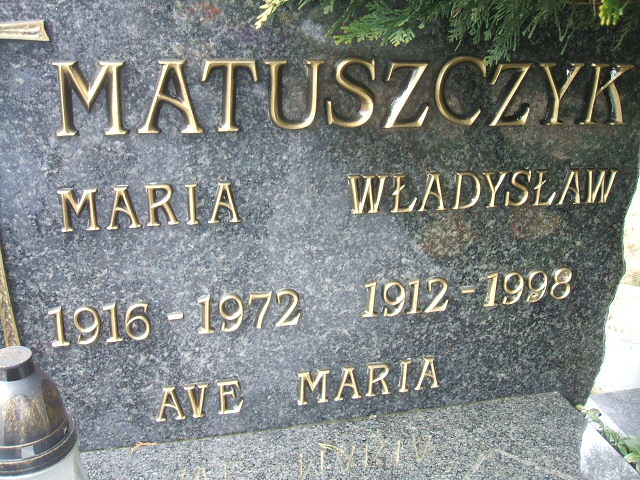 MATUSZCZYK
MARIA WŁADYSŁAW
1916 - 1972 1912 - 1998
AVE MARIA